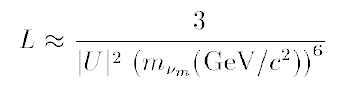 L ≈ 3 / |U|² (m_{ν_m}(GeV/c²))⁶